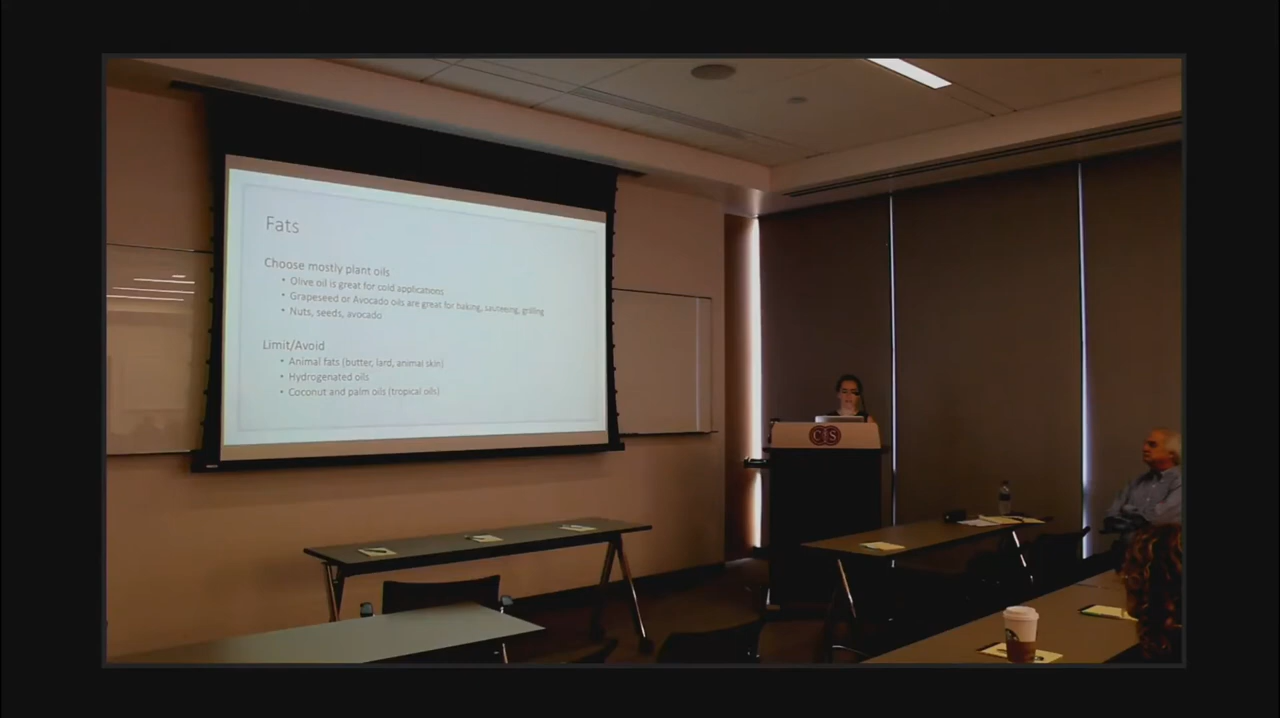 Fats
Choose mostly plant oils
• Olive oil is great for cold applications
• Grapeseed or Avocado oils are great for baking, sauteeing, grilling
• Nuts, seeds, avocado
Limit/Avoid
• Animal fats (butter, lard, animal skin)
• Hydrogenated oils
• Coconut and palm oils (tropical oils)
C S